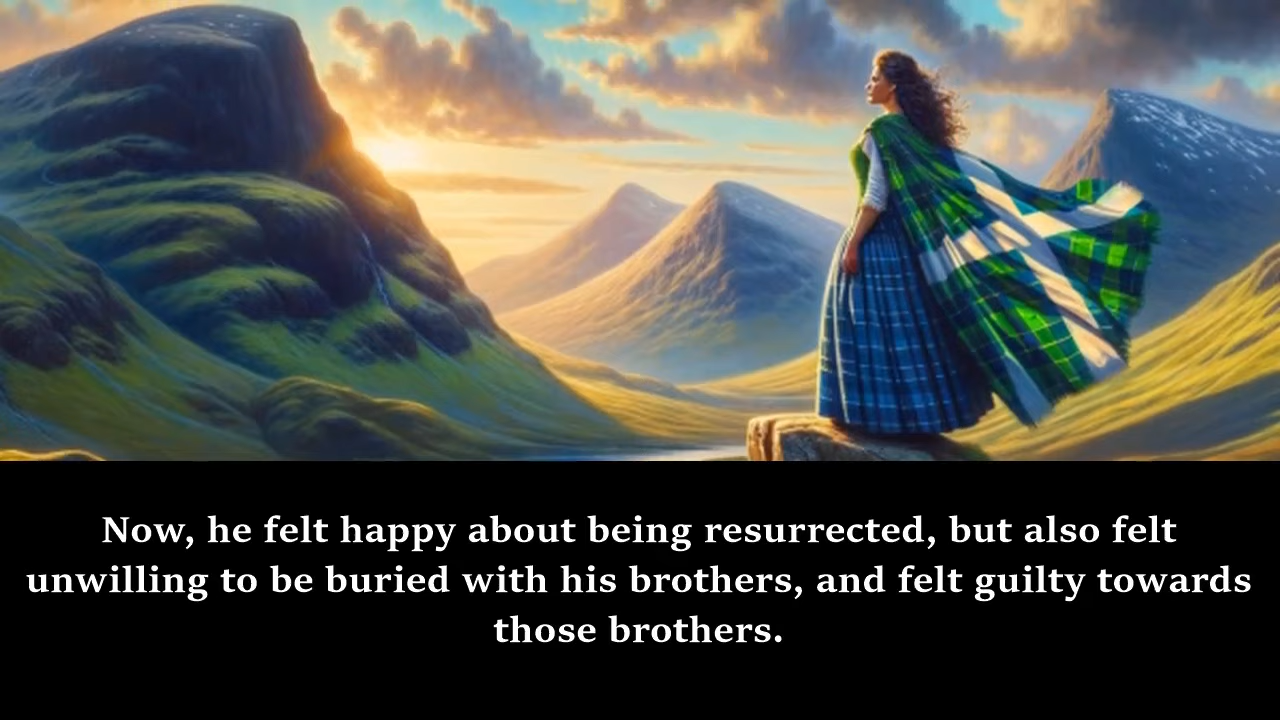 Now, he felt happy about being resurrected, but also felt
unwilling to be buried with his brothers, and felt guilty towards
those brothers.